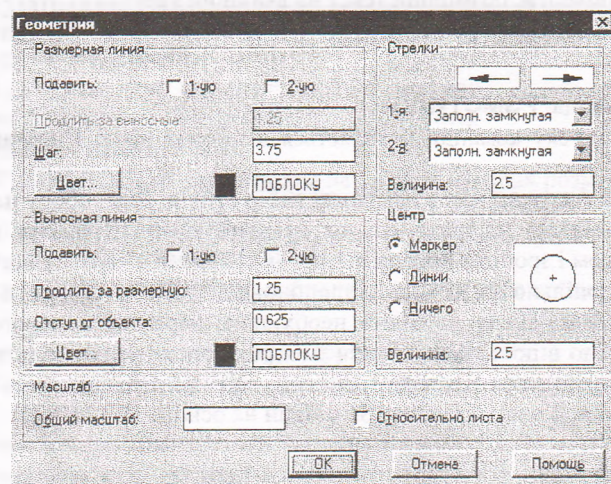 Геометрия
Размерная линия
Подавить:
1-ую
2-ую
Продлить за выносные:
1.25
Шаг:
3.75
Цвет...
ПОБЛОКУ
Стрелки
1-я:
Заполн. замкнутая
2-я:
Заполн. замкнутая
Величина:
2.5
Выносная линия
Подавить:
1-ую
2-ую
Продлить за размерную:
1.25
Отступ от объекта:
0.625
Цвет...
ПОБЛОКУ
Центр
Маркер
Линии
Ничего
Величина:
2.5
Масштаб
Общий масштаб:
1
Относительно листа
OK
Отмена
Помощь